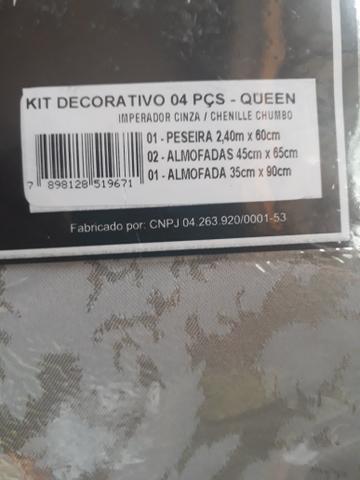 KIT DECORATIVO 04 PÇS - QUEEN
IMPERADOR CINZA / CHENILLE CHUMBO
01 - PESEIRA 2,40m x 60cm
02 - ALMOFADAS 45cm x 65cm
01 - ALMOFADA 35cm x 90cm
7 898128 519671
Fabricado por: CNPJ 04.263.920/0001-53